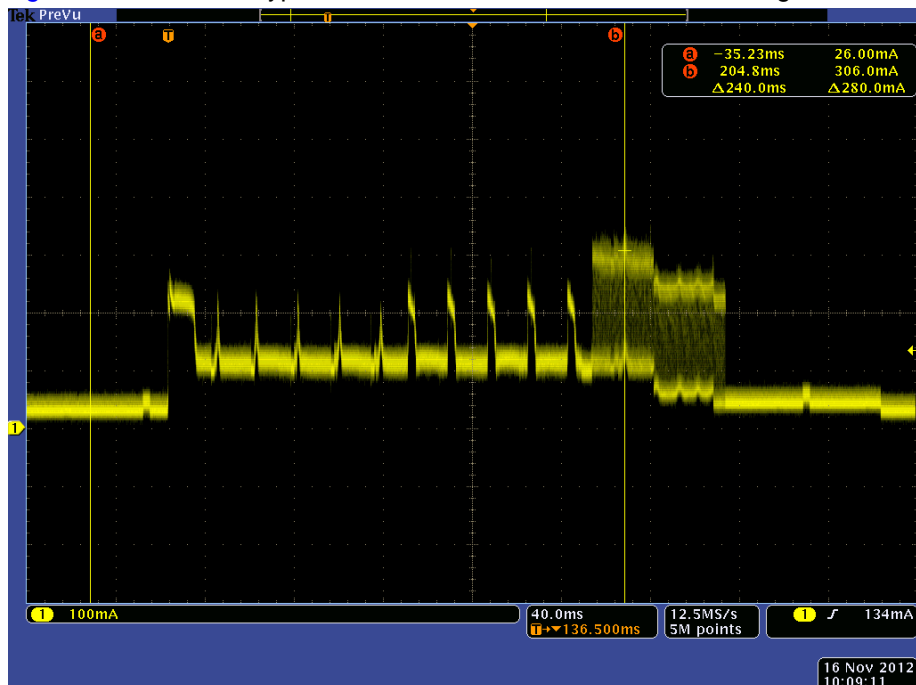 Tek PreVu
a
T
b
a -35.23ms 26.00mA
b 204.8ms 306.0mA
Δ240.0ms Δ280.0mA
1
1 100mA
40.0ms
T→▼136.500ms
12.5MS/s
5M points
1 134mA
16 Nov 2012
10:09:11